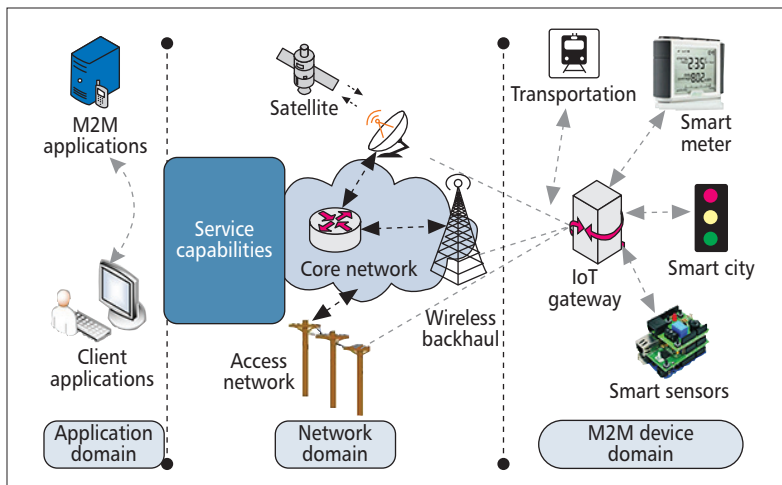 M2M
applications
Client
applications
Application
domain
Satellite
Service
capabilities
Core network
Access
network
Wireless
backhaul
Network
domain
Transportation
Smart
meter
IoT
gateway
Smart city
Smart sensors
M2M device
domain